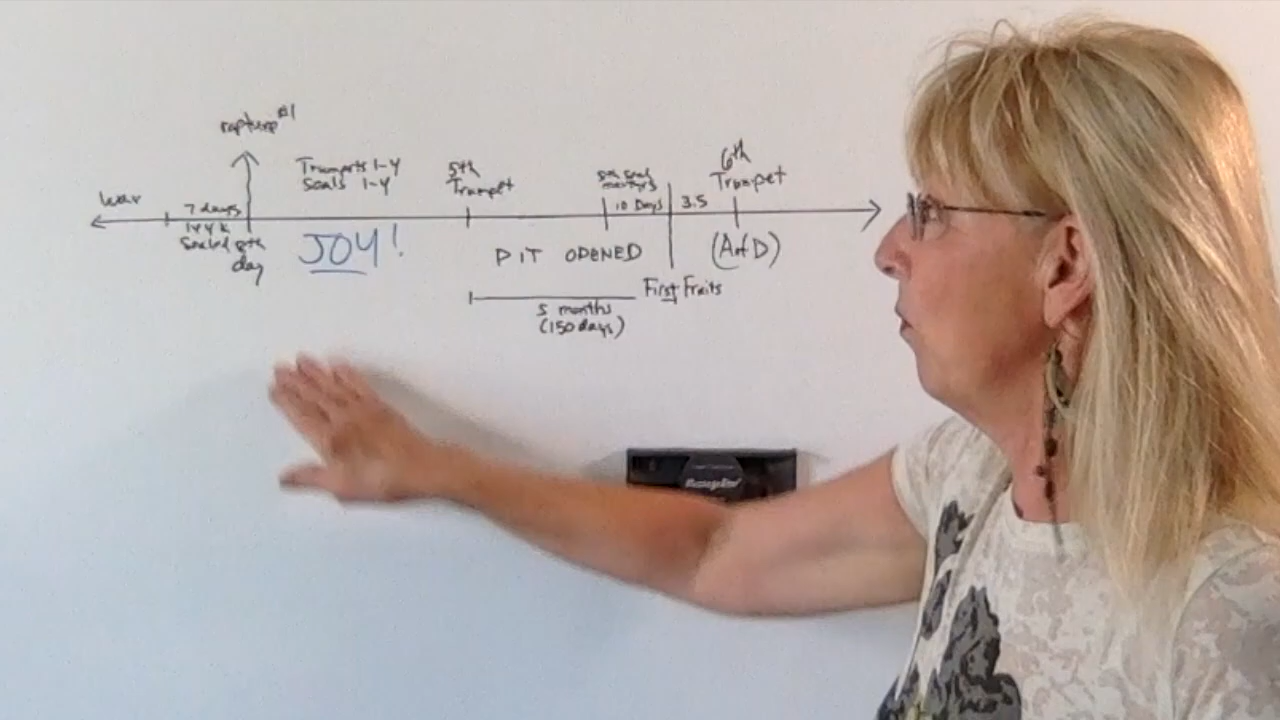 rapture #1
Trumpets 1-4
Seals 1-4
5th
Trumpet
5th Seal
martyrs
6th
Trumpet
War
7 days
10 Days
3.5
144k
Sealed 8th
day
JOY!
PIT OPENED
(A of D)
First Fruits
5 months
(150 days)